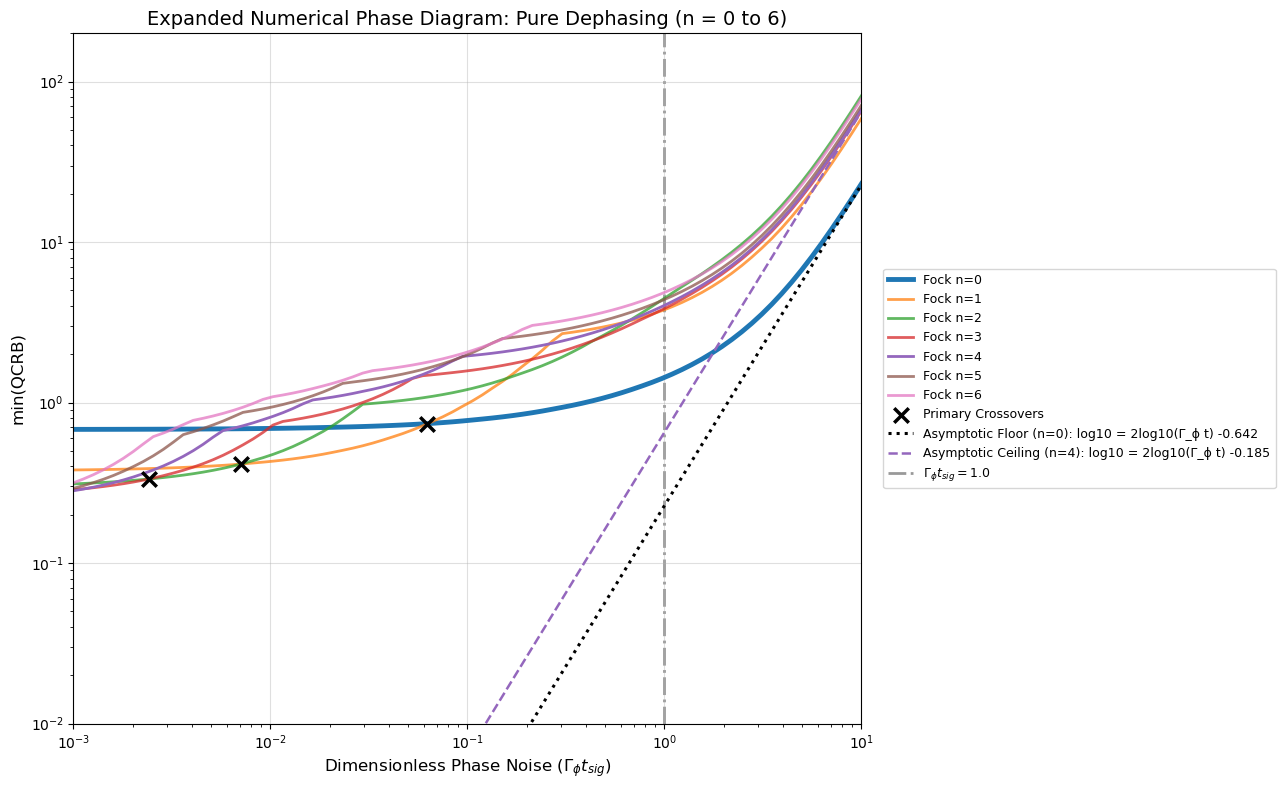 Expanded Numerical Phase Diagram: Pure Dephasing (n = 0 to 6)
min(QCRB)
10²
10¹
10⁰
10⁻¹
10⁻²
10⁻³
10⁻²
10⁻¹
10⁰
10¹
Dimensionless Phase Noise (Γ_ϕt_sig)
Fock n=0
Fock n=1
Fock n=2
Fock n=3
Fock n=4
Fock n=5
Fock n=6
Primary Crossovers
Asymptotic Floor (n=0): log10 = 2log10(Γ_ϕ t) -0.642
Asymptotic Ceiling (n=4): log10 = 2log10(Γ_ϕ t) -0.185
Γ_ϕt_sig = 1.0